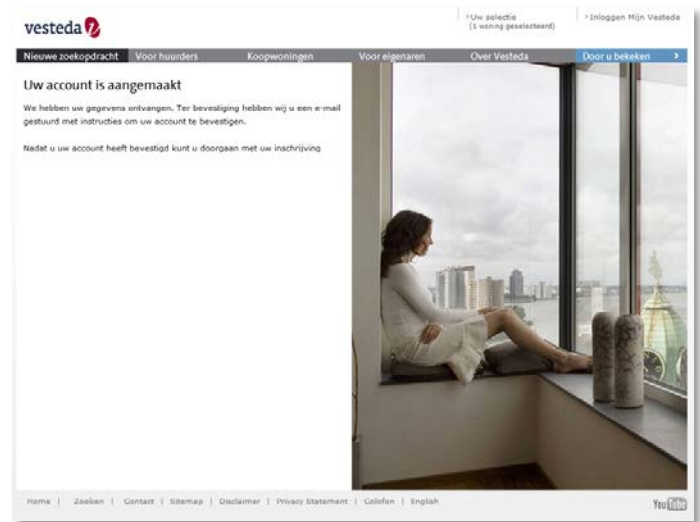 vesteda
›Uw selectie
(1 woning geselecteerd)
›Inloggen Mijn Vesteda
Nieuwe zoekopdracht Voor huurders Koopwoningen Voor eigenaren Over Vesteda Door u bekeken ›
Uw account is aangemaakt
We hebben uw gegevens ontvangen. Ter bevestiging hebben wij u een e-mail
gestuurd met instructies om uw account te bevestigen.
Nadat u uw account heeft bevestigd kunt u doorgaan met uw inschrijving
Home | Zoeken | Contact | Sitemap | Disclaimer | Privacy Statement | Colofon | English
YouTube